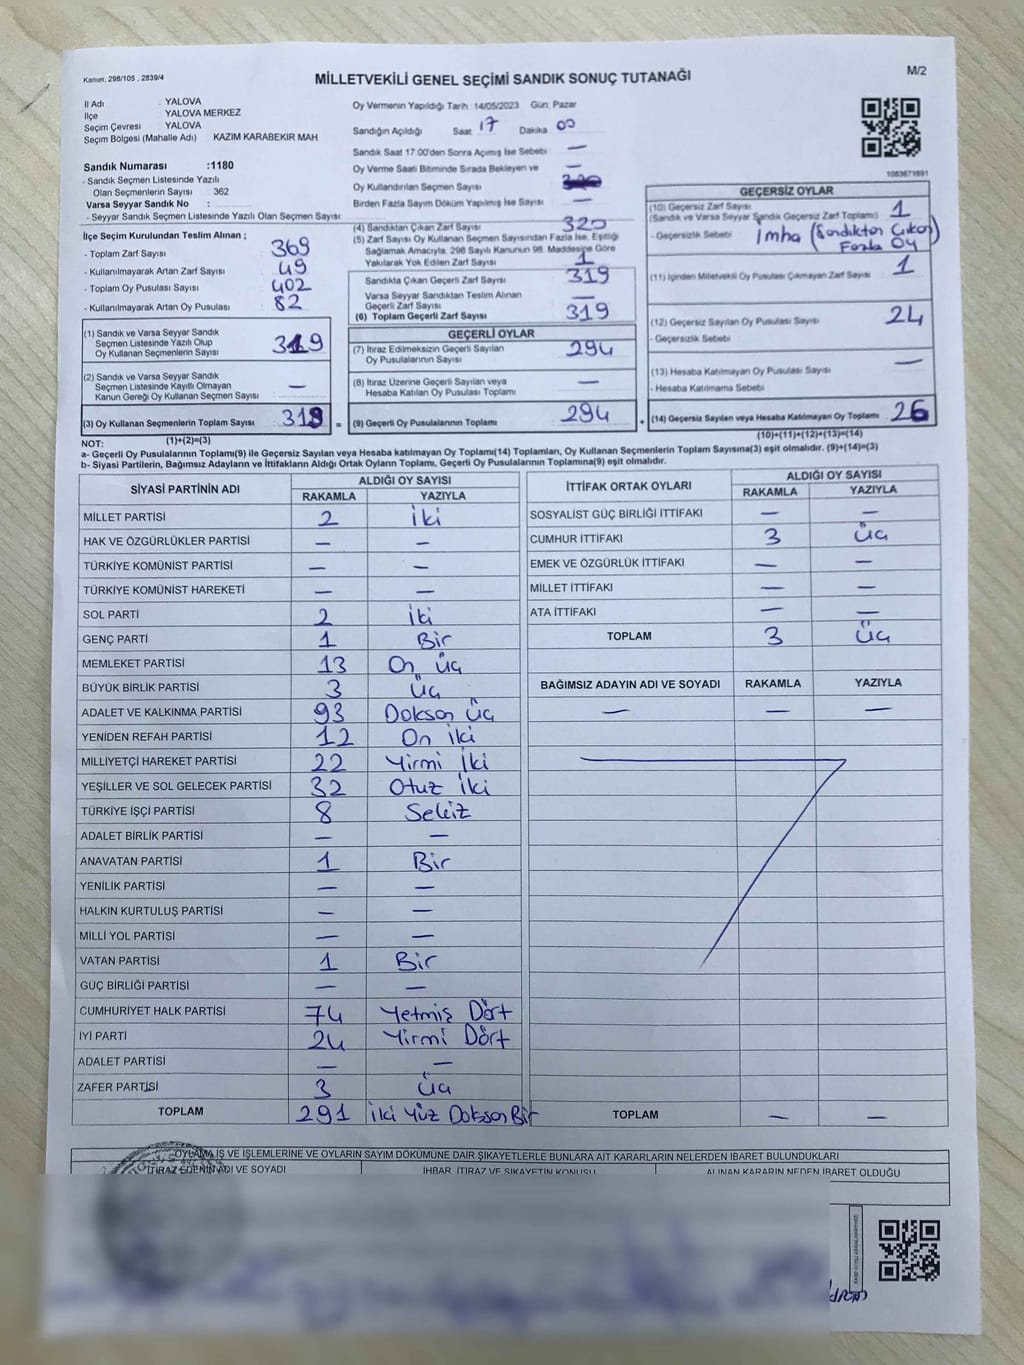 Kanun: 298/105 , 2839/4
MİLLETVEKİLİ GENEL SEÇİMİ SANDIK SONUÇ TUTANAĞI
M/2
İl Adı : YALOVA
İlçe : YALOVA MERKEZ
Seçim Çevresi : YALOVA
Seçim Bölgesi (Mahalle Adı) : KAZIM KARABEKİR MAH
Sandık Numarası :1180
- Sandık Seçmen Listesinde Yazılı
Olan Seçmenlerin Sayısı : 362
Varsa Seyyar Sandık No :
- Seyyar Sandık Seçmen Listesinde Yazılı Olan Seçmen Sayısı:
İlçe Seçim Kurulundan Teslim Alınan ;
- Toplam Zarf Sayısı : 369
- Kullanılmayarak Artan Zarf Sayısı : 49
- Toplam Oy Pusulası Sayısı : 402
- Kullanılmayarak Artan Oy Pusulası : 82
(1) Sandık ve Varsa Seyyar Sandık
Seçmen Listesinde Yazılı Olup
Oy Kullanan Seçmenlerin Sayısı : 319
(2) Sandık ve Varsa Seyyar Sandık
Seçmen Listesinde Kayıtlı Olmayan
Kanun Gereği Oy Kullanan Seçmen Sayısı : —
(3) Oy Kullanan Seçmenlerin Toplam Sayısı : 319 =
(1)+(2)=(3)
Oy Vermenin Yapıldığı Tarih : 14/05/2023 Gün: Pazar
Sandığın Açıldığı Saat 17 Dakika 00
Sandık Saat 17:00'den Sonra Açımış İse Sebebi —
Oy Verme Saati Bitiminde Sırada Bekleyen ve —
Oy Kullandırılan Seçmen Sayısı
Birden Fazla Sayım Döküm Yapılmış İse Sayısı —
(4) Sandıktan Çıkan Zarf Sayısı 320
(5) Zarf Sayısı Oy Kullanan Seçmen Sayısından Fazla İse, Eşitliği
Sağlamak Amacıyla, 298 Sayılı Kanunun 98. Maddesine Göre
Yakılarak Yok Edilen Zarf Sayısı 1
Sandıkta Çıkan Geçerli Zarf Sayısı 319
Varsa Seyyar Sandıktan Teslim Alınan
Geçerli Zarf Sayısı —
(6) Toplam Geçerli Zarf Sayısı 319
GEÇERLİ OYLAR
(7) İtiraz Edilmeksizin Geçerli Sayılan
Oy Pusulalarının Sayısı 294
(8) İtiraz Üzerine Geçerli Sayılan veya
Hesaba Katılan Oy Pusulası Toplamı —
(9) Geçerli Oy Pusulalarının Toplamı 294 +
1083671891
GEÇERSİZ OYLAR
(10) Geçersiz Zarf Sayısı
(Sandık ve Varsa Seyyar Sandık Geçersiz Zarf Toplamı) 1
- Geçersizlik Sebebi : İmha (Sandıktan Çıkan
Fazla Oy)
(11) İçinden Milletvekili Oy Pusulası Çıkmayan Zarf Sayısı 1
(12) Geçersiz Sayılan Oy Pusulası Sayısı 24
- Geçersizlik Sebebi :
(13) Hesaba Katılmayan Oy Pusulası Sayısı —
- Hesaba Katılmama Sebebi
(14) Geçersiz Sayılan veya Hesaba Katılmayan Oy Toplamı 26
(10)+(11)+(12)+(13)=(14)
NOT:
a- Geçerli Oy Pusulalarının Toplamı(9) ile Geçersiz Sayılan veya Hesaba katılmayan Oy Toplamı(14) Toplamları, Oy Kullanan Seçmenlerin Toplam Sayısına(3) eşit olmalıdır. (9)+(14)=(3)
b- Siyasi Partilerin, Bağımsız Adayların ve İttifakların Aldığı Ortak Oyların Toplamı, Geçerli Oy Pusulalarının Toplamına(9) eşit olmalıdır.
SİYASİ PARTİNİN ADI ALDIĞI OY SAYISI
RAKAMLA YAZIYLA
MİLLET PARTİSİ 2 İki
HAK VE ÖZGÜRLÜKLER PARTİSİ — —
TÜRKİYE KOMÜNİST PARTİSİ — —
TÜRKİYE KOMÜNİST HAREKETİ — —
SOL PARTİ 2 İki
GENÇ PARTİ 1 Bir
MEMLEKET PARTİSİ 13 On üç
BÜYÜK BİRLİK PARTİSİ 3 Üç
ADALET VE KALKINMA PARTİSİ 93 Doksan üç
YENİDEN REFAH PARTİSİ 12 On iki
MİLLİYETÇİ HAREKET PARTİSİ 22 Yirmi iki
YEŞİLLER VE SOL GELECEK PARTİSİ 32 Otuz iki
TÜRKİYE İŞÇİ PARTİSİ 8 Sekiz
ADALET BİRLİK PARTİSİ — —
ANAVATAN PARTİSİ 1 Bir
YENİLİK PARTİSİ — —
HALKIN KURTULUŞ PARTİSİ — —
MİLLİ YOL PARTİSİ — —
VATAN PARTİSİ 1 Bir
GÜÇ BİRLİĞİ PARTİSİ — —
CUMHURİYET HALK PARTİSİ 74 Yetmiş Dört
İYİ PARTİ 24 Yirmi Dört
ADALET PARTİSİ — —
ZAFER PARTİSİ 3 Üç
TOPLAM 291 İki Yüz Doksan Bir
İTTİFAK ORTAK OYLARI ALDIĞI OY SAYISI
RAKAMLA YAZIYLA
SOSYALİST GÜÇ BİRLİĞİ İTTİFAKI — —
CUMHUR İTTİFAKI 3 Üç
EMEK VE ÖZGÜRLÜK İTTİFAKI — —
MİLLET İTTİFAKI — —
ATA İTTİFAKI — —
TOPLAM 3 Üç
BAĞIMSIZ ADAYIN ADI VE SOYADI RAKAMLA YAZIYLA
— — —
TOPLAM — —
OYLAMA İŞ VE İŞLEMLERİNE VE OYLARIN SAYIM DÖKÜMÜNE DAİR ŞİKAYETLERLE BUNLARA AİT KARARLARIN NELERDEN İBARET BULUNDUKLARI
İTİRAZ EDENİN ADI VE SOYADI İHBAR, İTİRAZ VE ŞİKAYETİN KONUSU ALINAN KARARIN NEDEN İBARET OLDUĞU